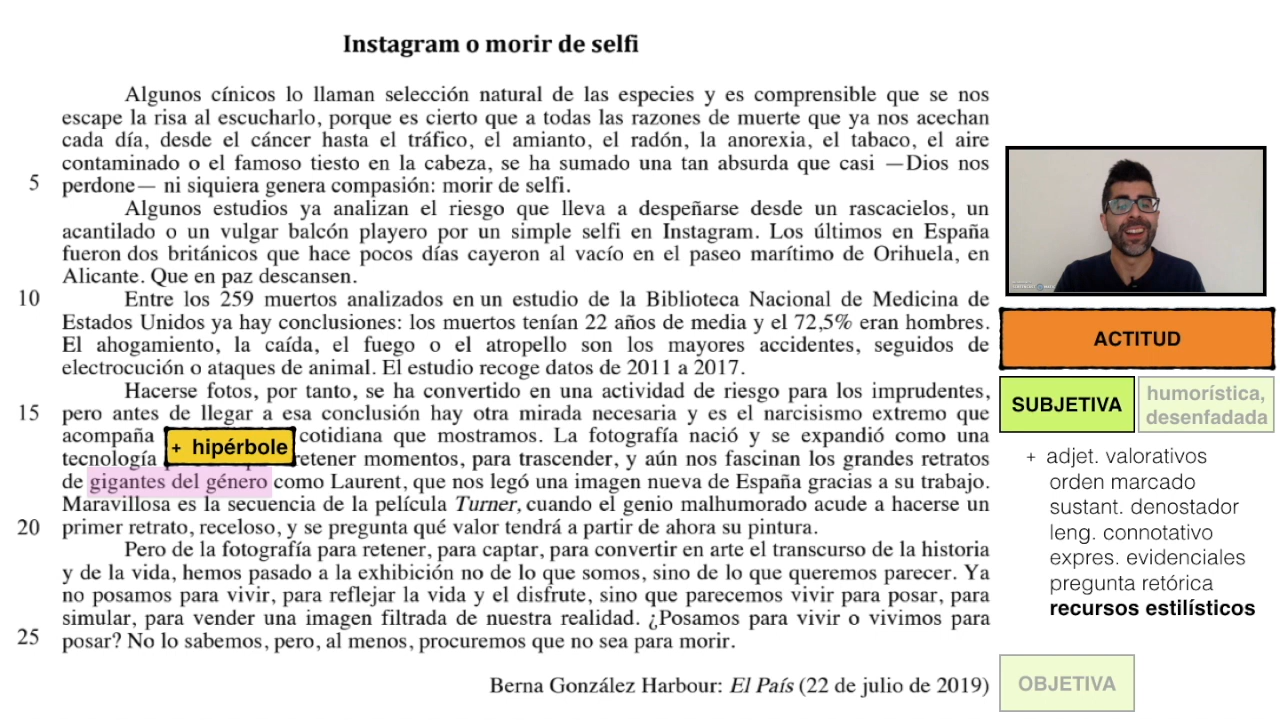 Instagram o morir de selfi
Algunos cínicos lo llaman selección natural de las especies y es comprensible que se nos
escape la risa al escucharlo, porque es cierto que a todas las razones de muerte que ya nos acechan
cada día, desde el cáncer hasta el tráfico, el amianto, el radón, la anorexia, el tabaco, el aire
contaminado o el famoso tiesto en la cabeza, se ha sumado una tan absurda que casi —Dios nos
5 perdone— ni siquiera genera compasión: morir de selfi.
Algunos estudios ya analizan el riesgo que lleva a despeñarse desde un rascacielos, un
acantilado o un vulgar balcón playero por un simple selfi en Instagram. Los últimos en España
fueron dos británicos que hace pocos días cayeron al vacío en el paseo marítimo de Orihuela, en
Alicante. Que en paz descansen.
10 Entre los 259 muertos analizados en un estudio de la Biblioteca Nacional de Medicina de
Estados Unidos ya hay conclusiones: los muertos tenían 22 años de media y el 72,5% eran hombres.
El ahogamiento, la caída, el fuego o el atropello son los mayores accidentes, seguidos de
electrocución o ataques de animal. El estudio recoge datos de 2011 a 2017.
Hacerse fotos, por tanto, se ha convertido en una actividad de riesgo para los imprudentes,
15 pero antes de llegar a esa conclusión hay otra mirada necesaria y es el narcisismo extremo que
acompaña + hipérbole cotidiana que mostramos. La fotografía nació y se expandió como una
tecnología retener momentos, para trascender, y aún nos fascinan los grandes retratos
de gigantes del género como Laurent, que nos legó una imagen nueva de España gracias a su trabajo.
Maravillosa es la secuencia de la película Turner, cuando el genio malhumorado acude a hacerse un
20 primer retrato, receloso, y se pregunta qué valor tendrá a partir de ahora su pintura.
Pero de la fotografía para retener, para captar, para convertir en arte el transcurso de la historia
y de la vida, hemos pasado a la exhibición no de lo que somos, sino de lo que queremos parecer. Ya
no posamos para vivir, para reflejar la vida y el disfrute, sino que parecemos vivir para posar, para
simular, para vender una imagen filtrada de nuestra realidad. ¿Posamos para vivir o vivimos para
25 posar? No lo sabemos, pero, al menos, procuremos que no sea para morir.
Berna González Harbour: El País (22 de julio de 2019)
ACTITUD
SUBJETIVA
humorística,
desenfadada
+ adjet. valorativos
orden marcado
sustant. denostador
leng. connotativo
expres. evidenciales
pregunta retórica
recursos estilísticos
OBJETIVA